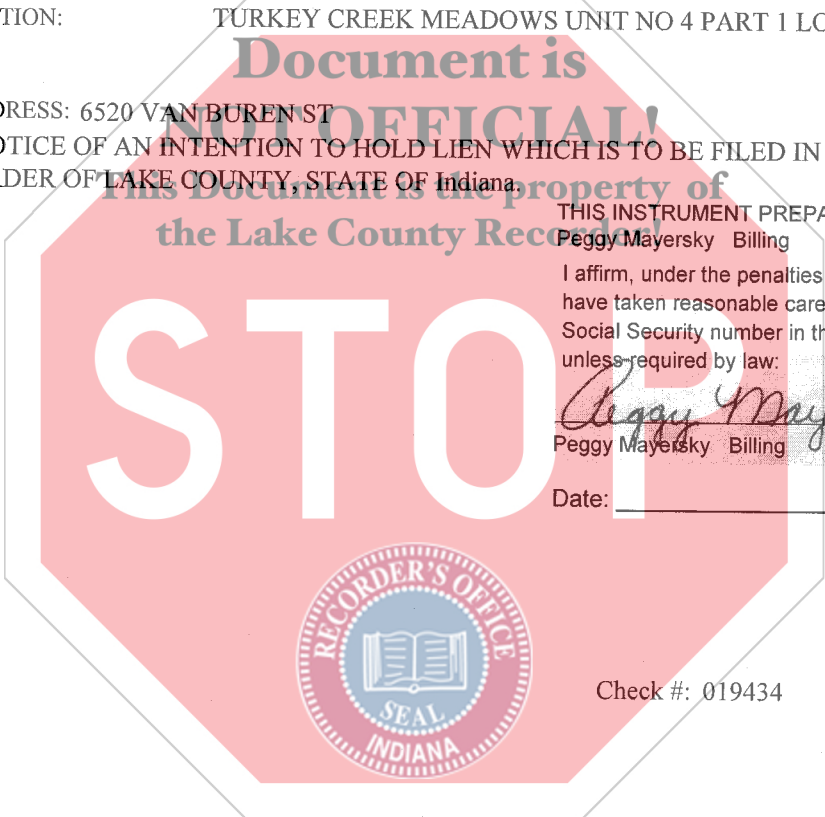 TION: TURKEY CREEK MEADOWS UNIT NO 4 PART 1 LO
Document is
DRESS: 6520 VAN BUREN ST
NOT OFFICIAL!
OTICE OF AN INTENTION TO HOLD LIEN WHICH IS TO BE FILED IN
RDER OF LAKE COUNTY, STATE OF Indiana.
This Document is the property of
the Lake County Recorder!
THIS INSTRUMENT PREPA
Peggy Mayersky Billing
I affirm, under the penalties
have taken reasonable care
Social Security number in th
unless required by law:
STOP
Peggy May
Peggy Mayersky Billing
Date:
RECORDER'S OFFICE
SEAL
INDIANA
Check #: 019434